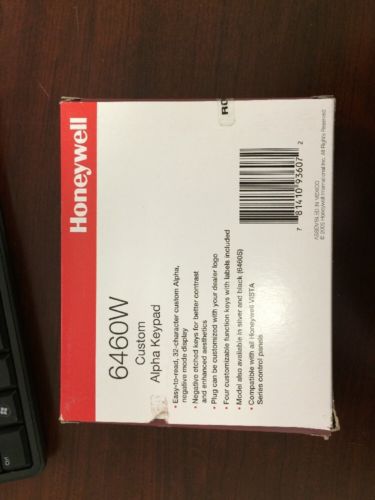 Honeywell
6460W
Custom
Alpha Keypad
• Easy-to-read, 32-character custom Alpha,
negative mode display
• Negative etched keys for better contrast
and enhanced aesthetics
• Plug can be customized with your dealer logo
• Four customizable function keys with labels included
• Model also available in silver and black (6460S)
• Compatible with all Honeywell VISTA
Series control panels
7 81410 93607 2
ASSEMBLED IN MEXICO
Honeywell International Inc. All Rights Reserved
Ctrl